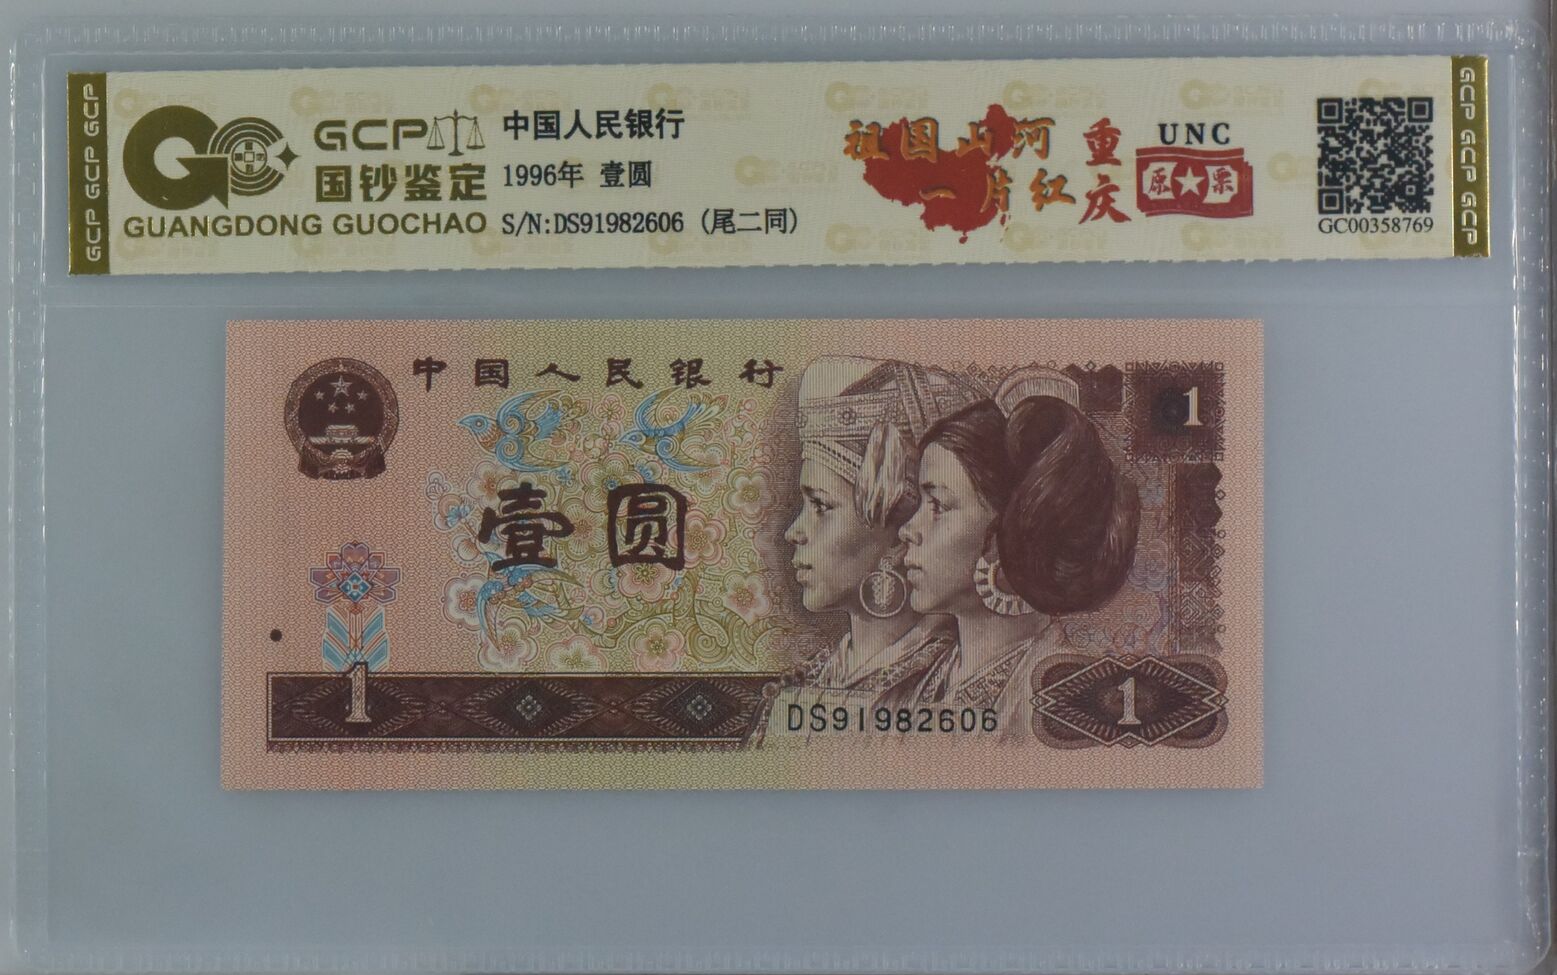 GCP GCP GCP
GCP
国钞鉴定
GUANGDONG GUOCHAO
中国人民银行
1996年 壹圆
S/N:DS91982606 (尾二同)
祖国山河
一片红
重庆
UNC
原★票
GC00358769
GCP GCP GCP
中国人民银行
1
壹圆
1
DS91982606
1